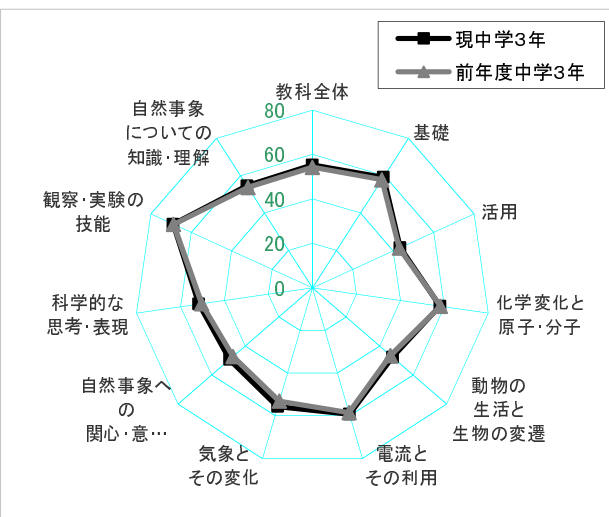 現中学3年
前年度中学3年
教科全体
基礎
活用
化学変化と
原子・分子
動物の
生活と
生物の変遷
電流と
その利用
気象と
その変化
自然事象へ
の
関心・意…
科学的な
思考・表現
観察・実験の
技能
自然事象
についての
知識・理解
80
60
40
20
0